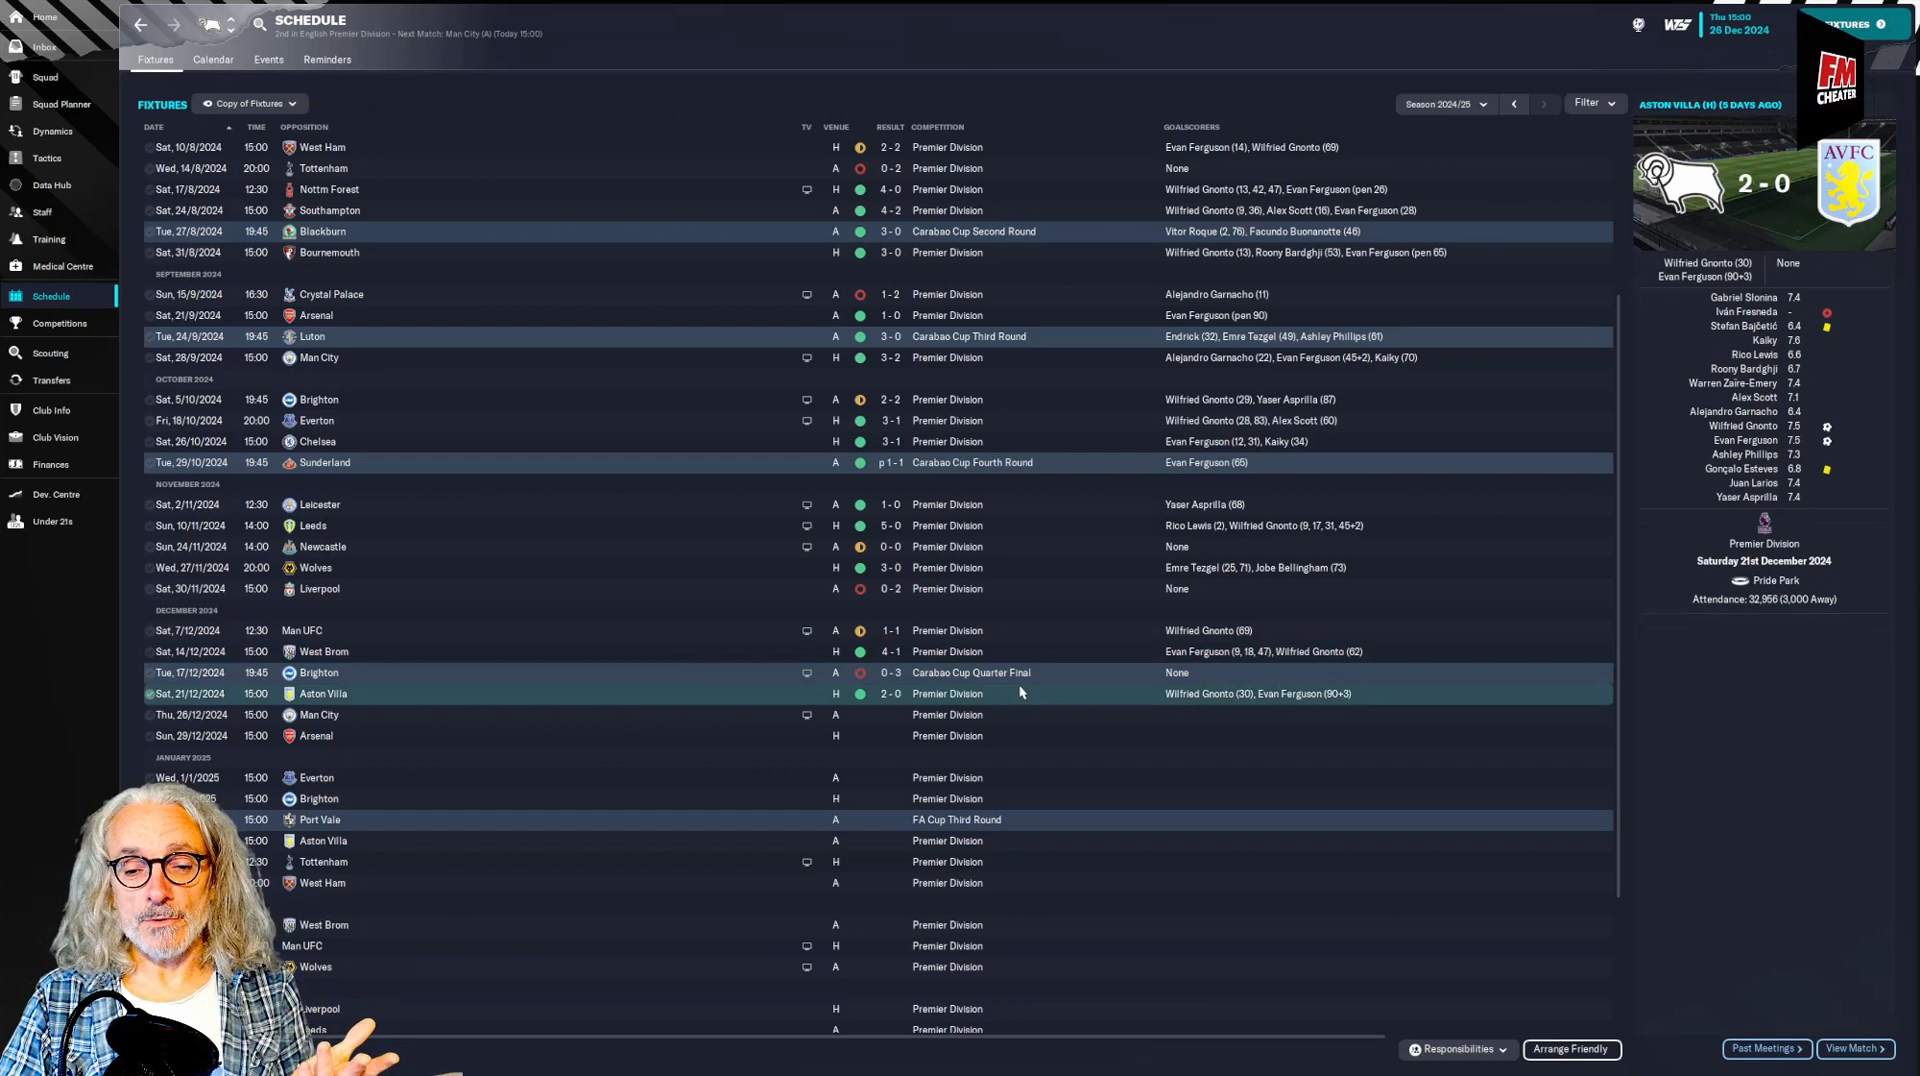 Home
Inbox
Squad
Squad Planner
Dynamics
Tactics
Data Hub
Staff
Training
Medical Centre
Schedule
Competitions
Scouting
Transfers
Club Info
Club Vision
Finances
Dev. Centre
Under 21s
SCHEDULE
2nd in English Premier Division - Next Match: Man City (A) (Today 15:00)
Thu 15:00
26 Dec 2024
FIXTURES
FM
CHEATER
Fixtures Calendar Events Reminders
FIXTURES Copy of Fixtures Season 2024/25 Filter
DATE TIME OPPOSITION TV VENUE RESULT COMPETITION GOALSCORERS
Sat, 10/8/2024 15:00 West Ham H 2 - 2 Premier Division Evan Ferguson (14), Wilfried Gnonto (69)
Wed, 14/8/2024 20:00 Tottenham A 0 - 2 Premier Division None
Sat, 17/8/2024 12:30 Nottm Forest H 4 - 0 Premier Division Wilfried Gnonto (13, 42, 47), Evan Ferguson (pen 26)
Sat, 24/8/2024 15:00 Southampton A 4 - 2 Premier Division Wilfried Gnonto (9, 36), Alex Scott (16), Evan Ferguson (28)
Tue, 27/8/2024 19:45 Blackburn A 3 - 0 Carabao Cup Second Round Vitor Roque (2, 76), Facundo Buonanotte (46)
Sat, 31/8/2024 15:00 Bournemouth H 3 - 0 Premier Division Wilfried Gnonto (13), Roony Bardghji (53), Evan Ferguson (pen 65)
SEPTEMBER 2024
Sun, 15/9/2024 16:30 Crystal Palace A 1 - 2 Premier Division Alejandro Garnacho (11)
Sat, 21/9/2024 15:00 Arsenal A 1 - 0 Premier Division Evan Ferguson (pen 90)
Tue, 24/9/2024 19:45 Luton A 3 - 0 Carabao Cup Third Round Endrick (32), Emre Tezgel (49), Ashley Phillips (61)
Sat, 28/9/2024 15:00 Man City H 3 - 2 Premier Division Alejandro Garnacho (22), Evan Ferguson (45+2), Kaiky (70)
OCTOBER 2024
Sat, 5/10/2024 19:45 Brighton A 2 - 2 Premier Division Wilfried Gnonto (29), Yaser Asprilla (87)
Fri, 18/10/2024 20:00 Everton H 3 - 1 Premier Division Wilfried Gnonto (28, 83), Alex Scott (60)
Sat, 26/10/2024 15:00 Chelsea H 3 - 1 Premier Division Evan Ferguson (12, 31), Kaiky (34)
Tue, 29/10/2024 19:45 Sunderland A p 1 - 1 Carabao Cup Fourth Round Evan Ferguson (65)
NOVEMBER 2024
Sat, 2/11/2024 12:30 Leicester A 1 - 0 Premier Division Yaser Asprilla (68)
Sun, 10/11/2024 14:00 Leeds H 5 - 0 Premier Division Rico Lewis (2), Wilfried Gnonto (9, 17, 31, 45+2)
Sun, 24/11/2024 14:00 Newcastle A 0 - 0 Premier Division None
Wed, 27/11/2024 20:00 Wolves H 3 - 0 Premier Division Emre Tezgel (25, 71), Jobe Bellingham (73)
Sat, 30/11/2024 15:00 Liverpool A 0 - 2 Premier Division None
DECEMBER 2024
Sat, 7/12/2024 12:30 Man UFC A 1 - 1 Premier Division Wilfried Gnonto (69)
Sat, 14/12/2024 15:00 West Brom H 4 - 1 Premier Division Evan Ferguson (9, 18, 47), Wilfried Gnonto (62)
Tue, 17/12/2024 19:45 Brighton A 0 - 3 Carabao Cup Quarter Final None
Sat, 21/12/2024 15:00 Aston Villa H 2 - 0 Premier Division Wilfried Gnonto (30), Evan Ferguson (90+3)
Thu, 26/12/2024 15:00 Man City A Premier Division
Sun, 29/12/2024 15:00 Arsenal H Premier Division
JANUARY 2025
Wed, 1/1/2025 15:00 Everton A Premier Division
15:00 Brighton H Premier Division
15:00 Port Vale A FA Cup Third Round
15:00 Aston Villa A Premier Division
12:30 Tottenham H Premier Division
West Ham A Premier Division
West Brom A Premier Division
Man UFC H Premier Division
Wolves A Premier Division
Liverpool H Premier Division
Leeds A Premier Division
Responsibilities Arrange Friendly
ASTON VILLA (H) (5 DAYS AGO)
2 - 0
AVFC
Wilfried Gnonto (30) None
Evan Ferguson (90+3)
Gabriel Slonina 7.4
Iván Fresneda -
Stefan Bajčetić 6.4
Kaiky 7.6
Rico Lewis 6.6
Roony Bardghji 6.7
Warren Zaïre-Emery 7.4
Alex Scott 7.1
Alejandro Garnacho 6.4
Wilfried Gnonto 7.5
Evan Ferguson 7.5
Ashley Phillips 7.3
Gonçalo Esteves 6.8
Juan Larios 7.4
Yaser Asprilla 7.4
Premier Division
Saturday 21st December 2024
Pride Park
Attendance: 32,956 (3,000 Away)
Past Meetings View Match